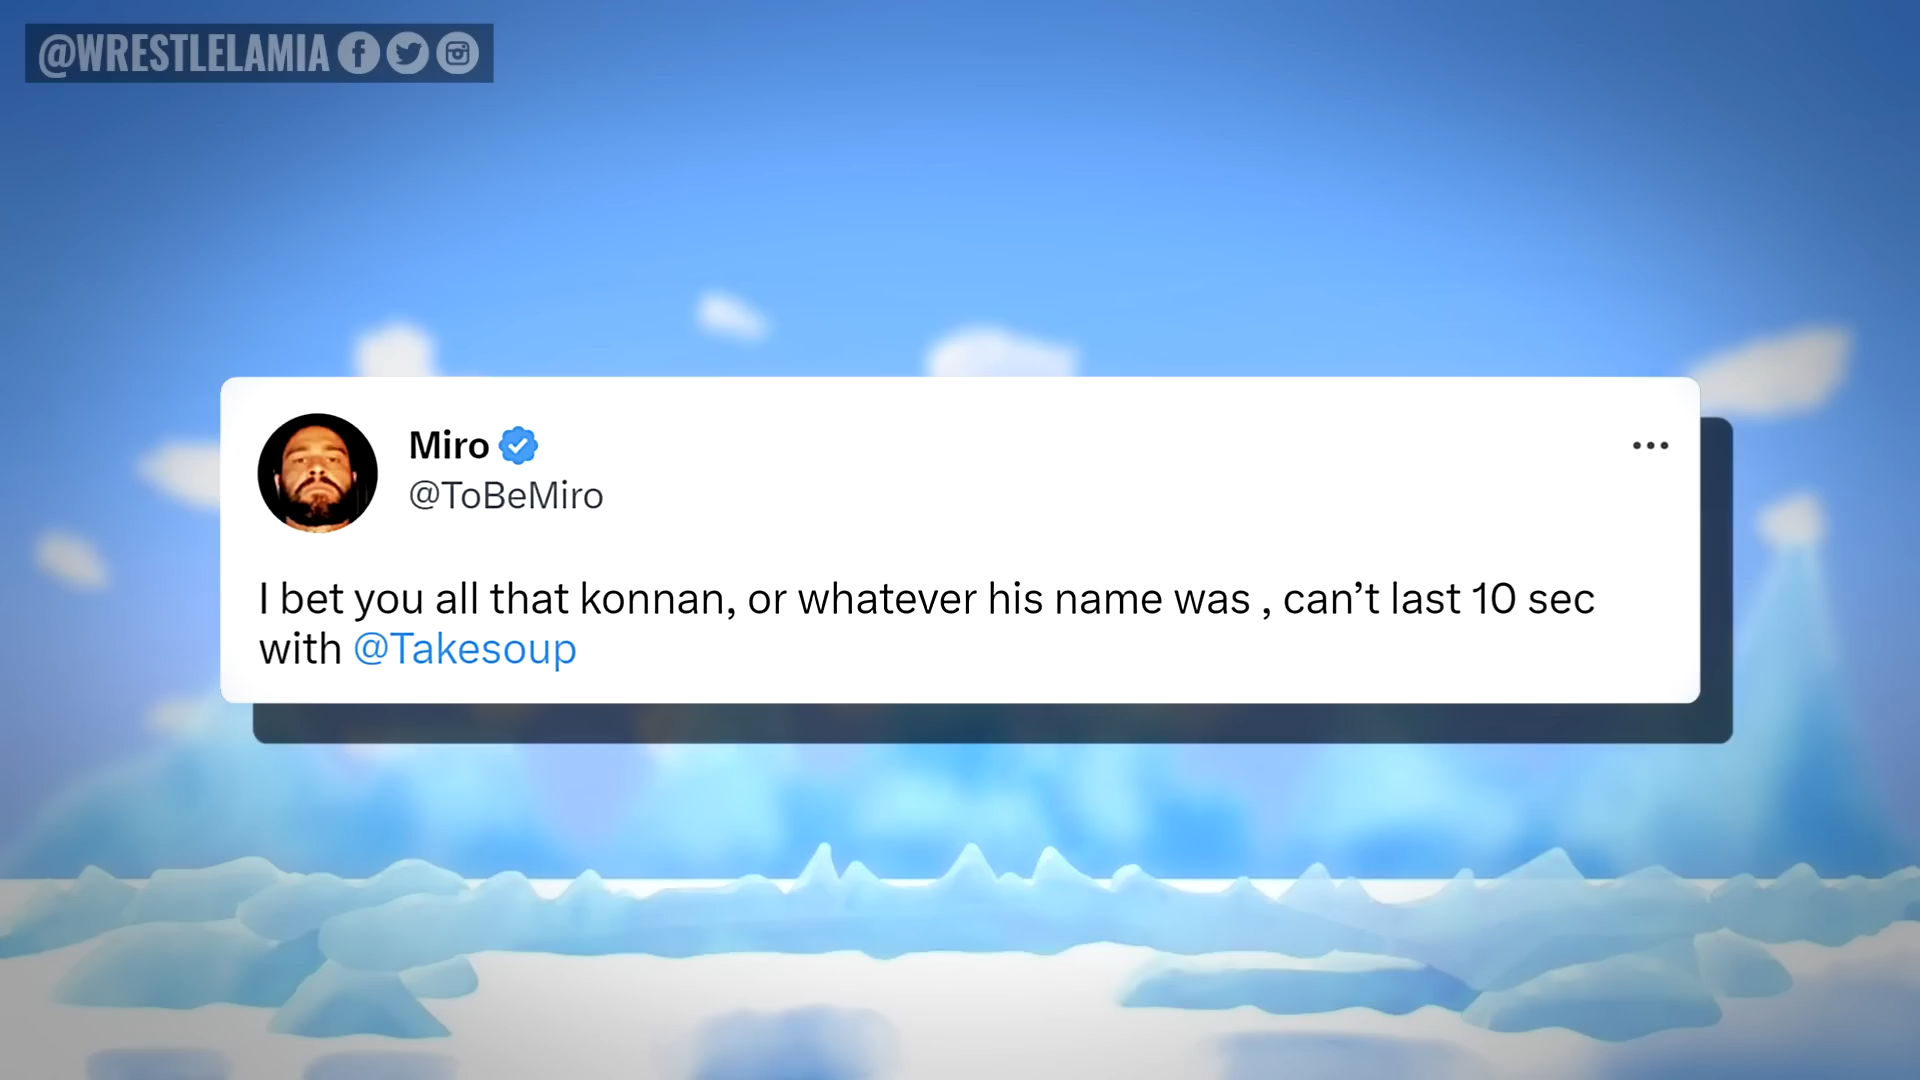 @WRESTLELAMIA
Miro
@ToBeMiro
I bet you all that konnan, or whatever his name was , can’t last 10 sec
with @Takesoup